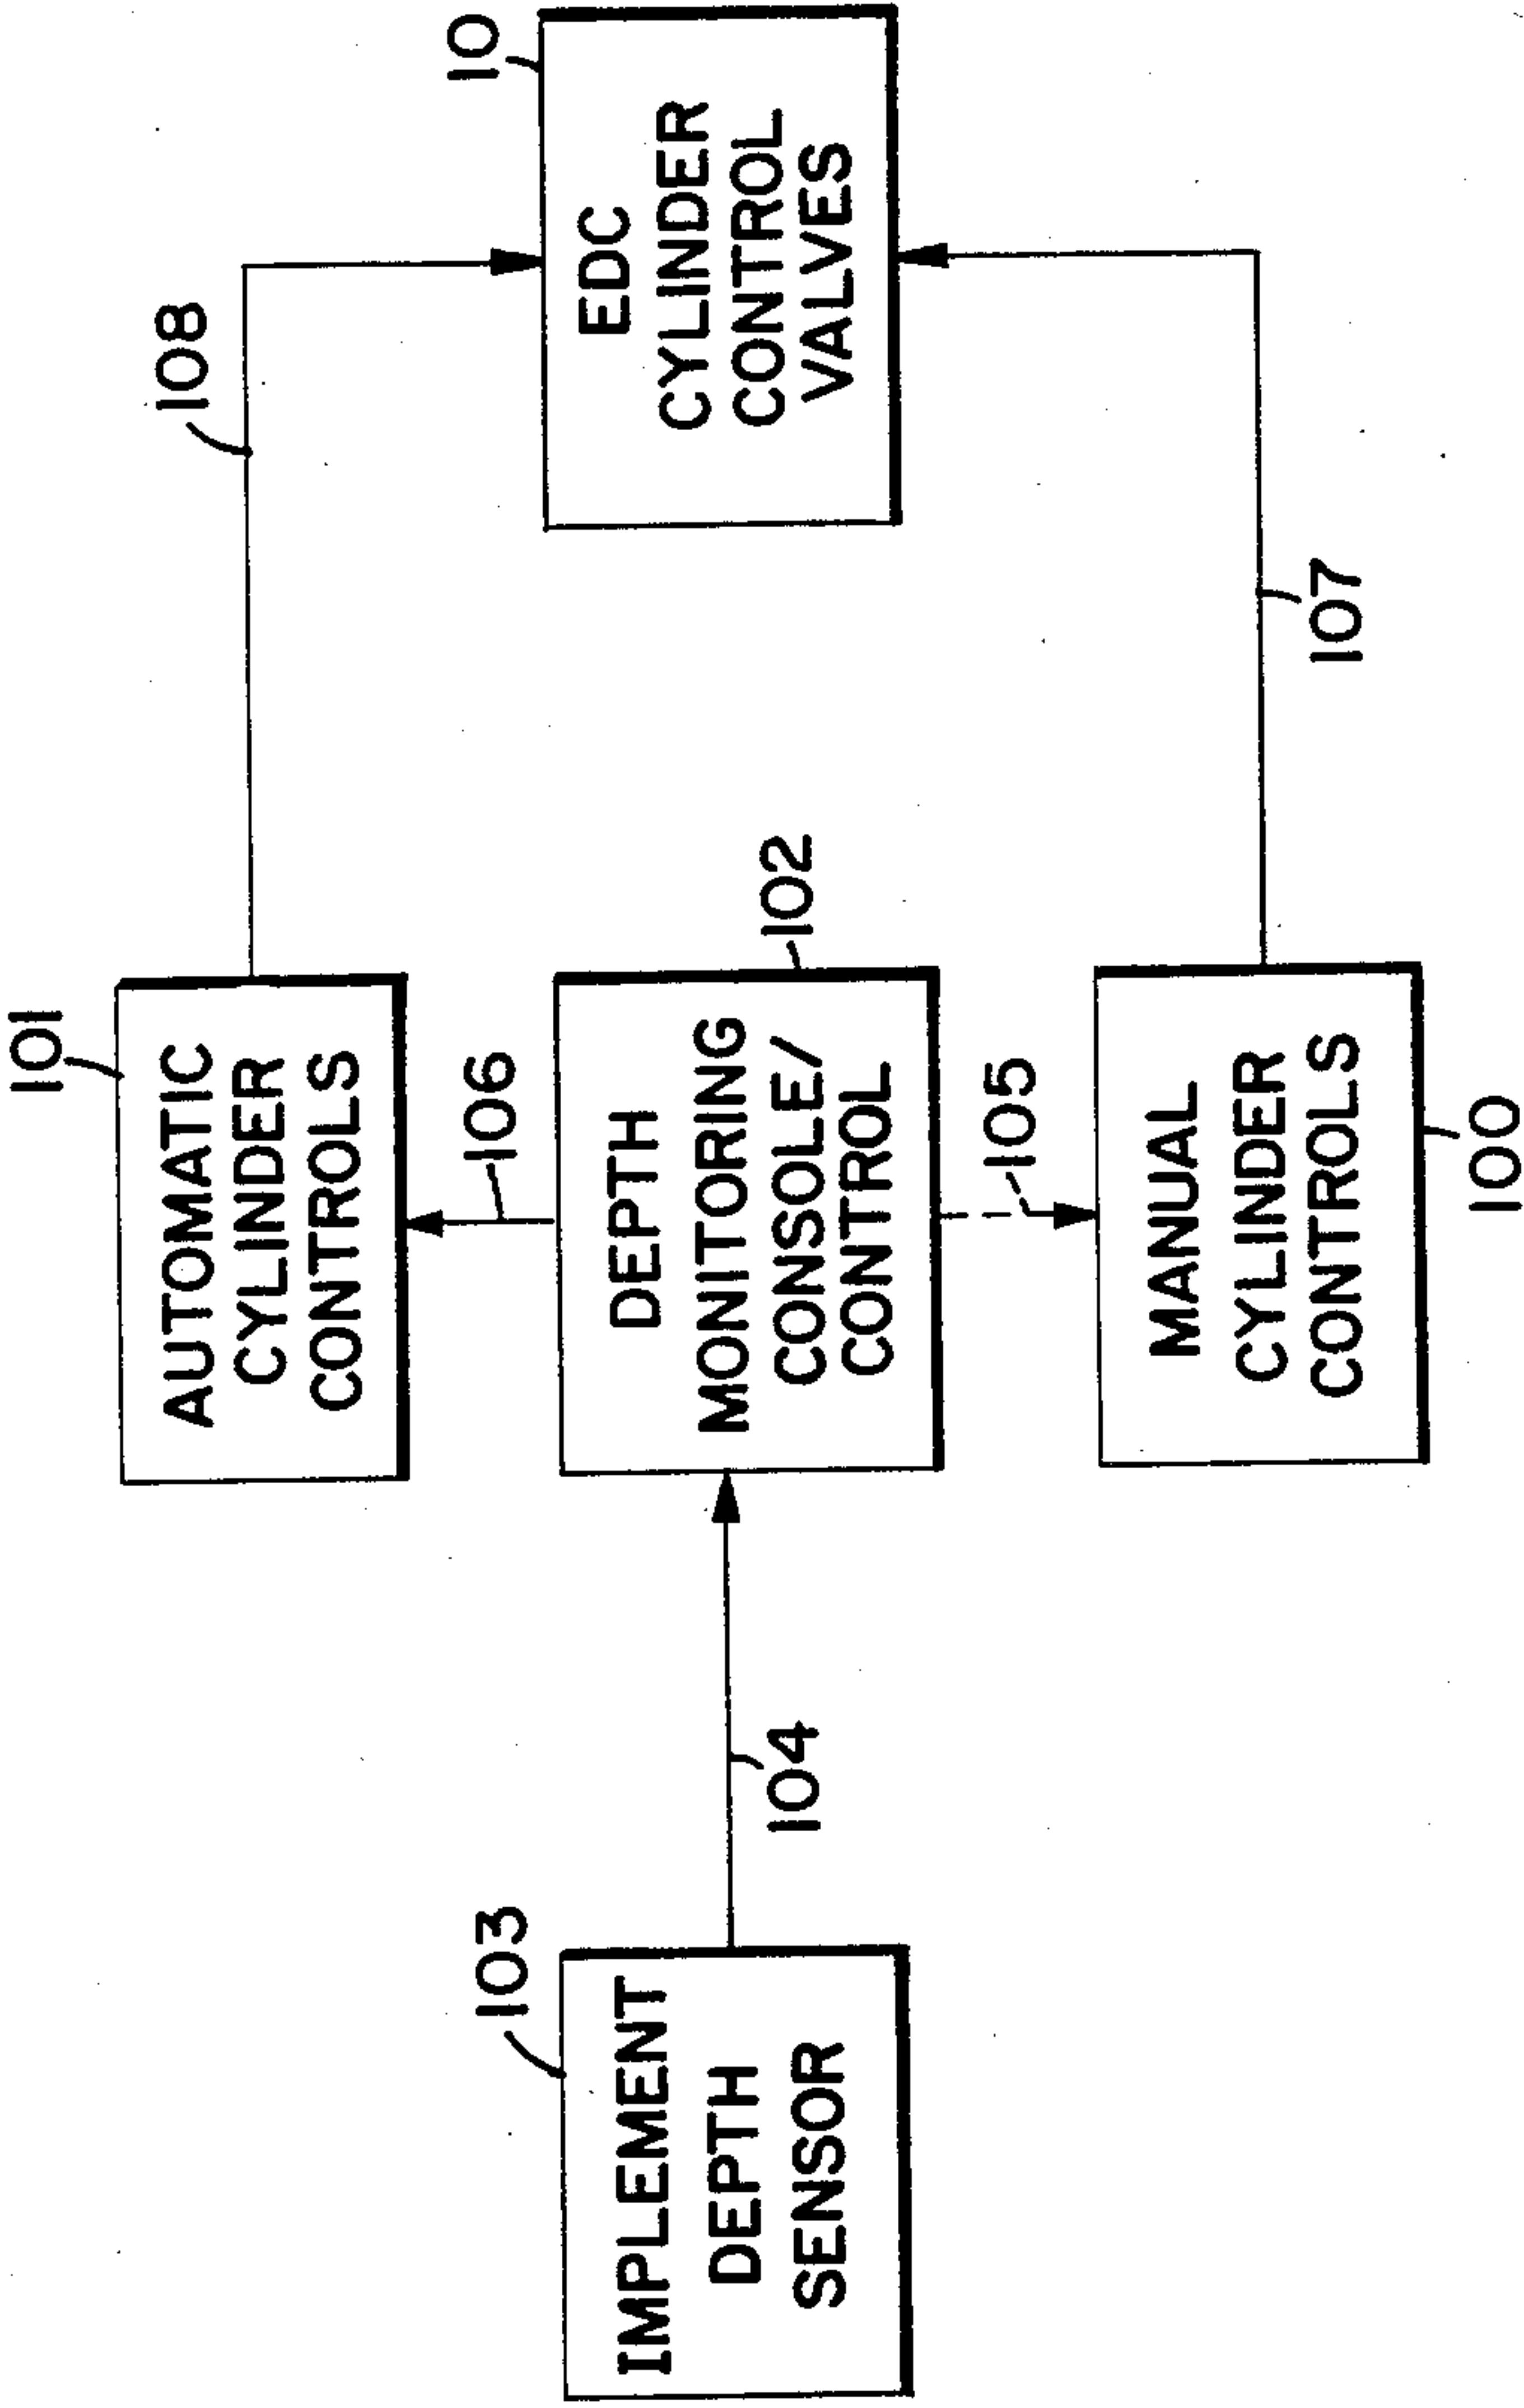 101
AUTOMATIC
CYLINDER
CONTROLS
108
106
103
IMPLEMENT
DEPTH
SENSOR
104
DEPTH
MONITORING
CONSOLE/
CONTROL
102
10
EDC
CYLINDER
CONTROL
VALVES
105
MANUAL
CYLINDER
CONTROLS
100
107